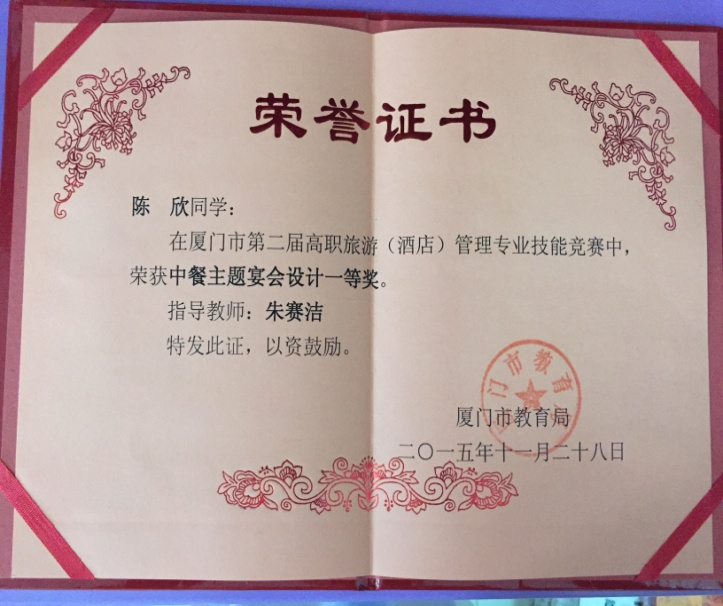 荣誉证书
陈 欣同学：
在厦门市第二届高职旅游（酒店）管理专业技能竞赛中，
荣获中餐主题宴会设计一等奖。
指导教师：朱赛洁
特发此证，以资鼓励。
门市教育
厦门市教育局
二〇一五年十一月二十八日